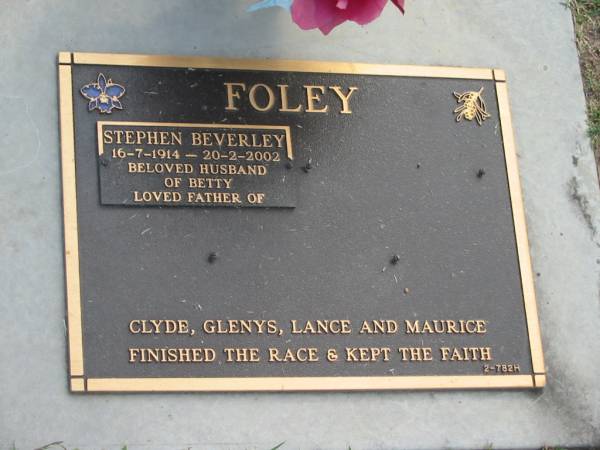 FOLEY
STEPHEN BEVERLEY
16-7-1914 — 20-2-2002
BELOVED HUSBAND
OF BETTY
LOVED FATHER OF
CLYDE, GLENYS, LANCE AND MAURICE
FINISHED THE RACE & KEPT THE FAITH
2-782H